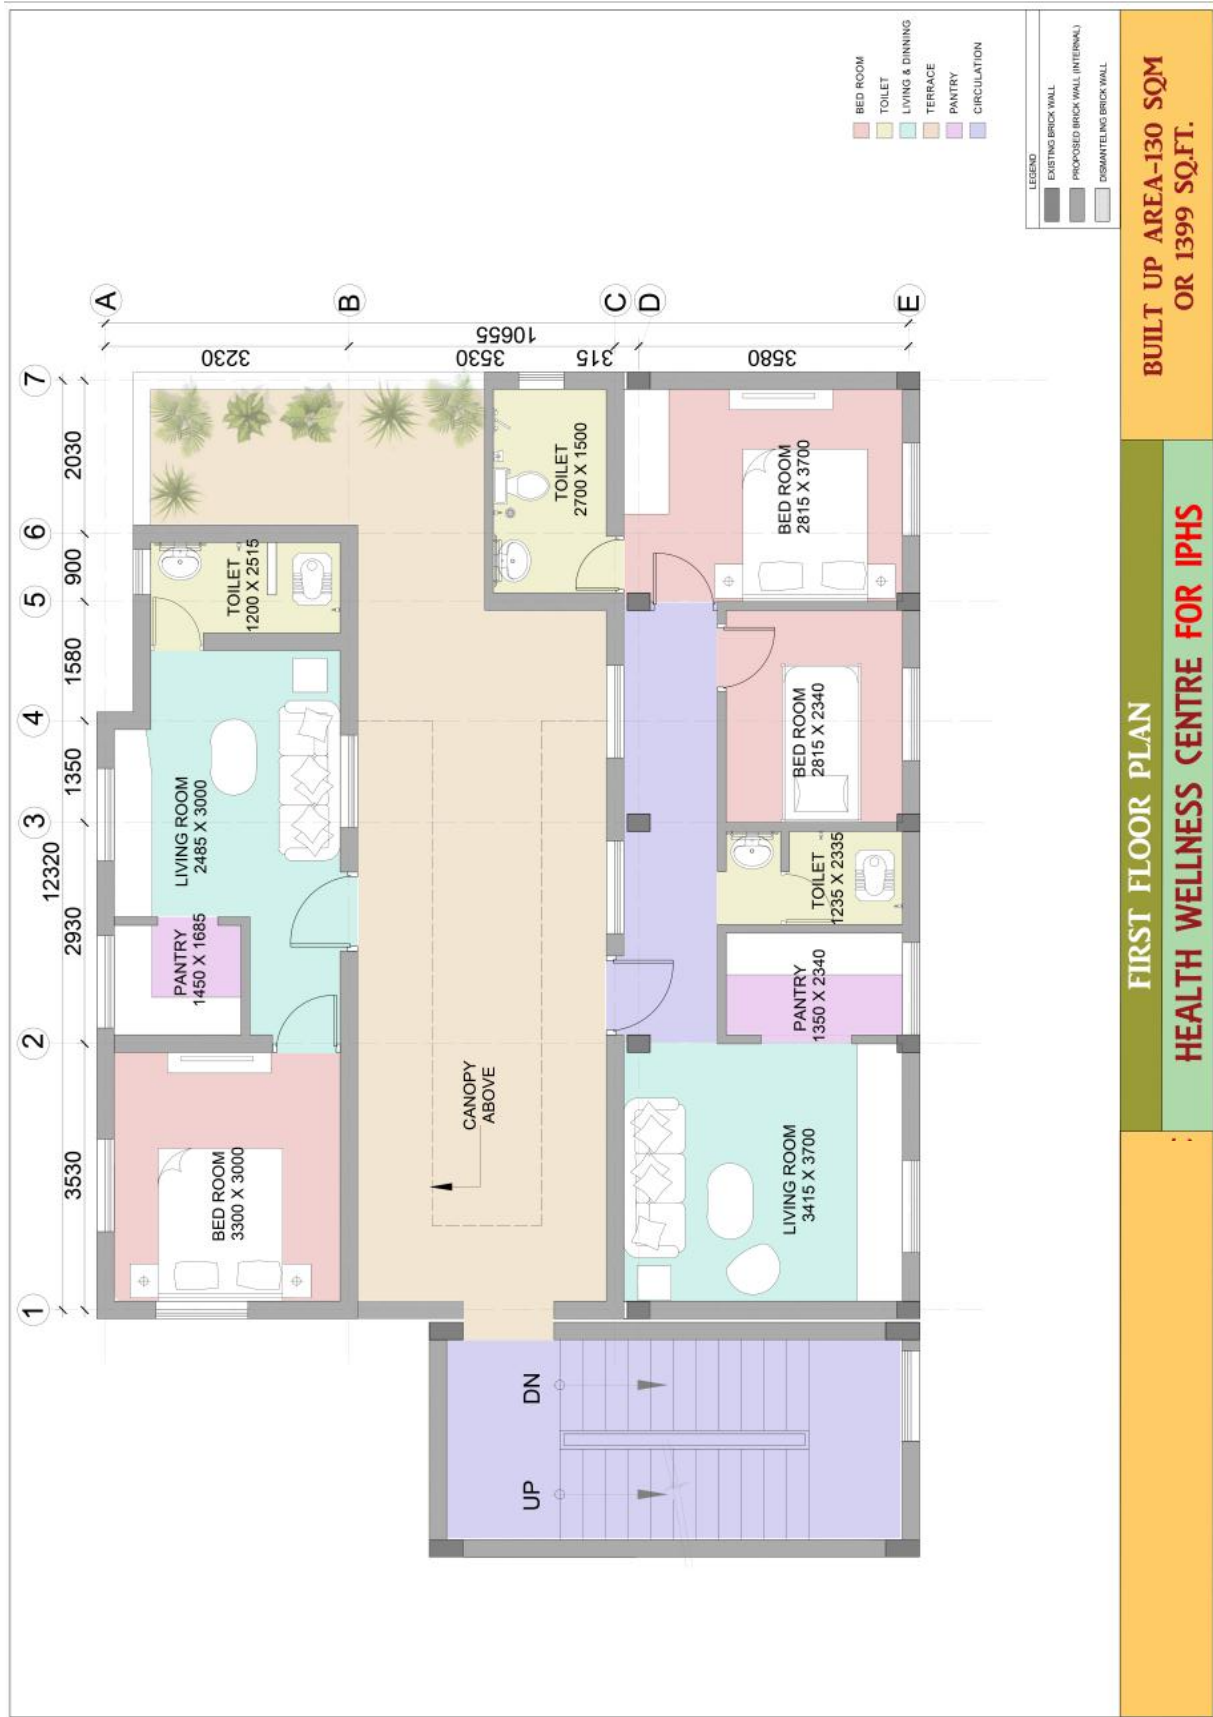 1
2
3
4
5
6
7
12320
3530
2930
1350
1580
900
2030
A
B
C
D
E
10655
3230
3530
315
3580
BED ROOM
3300 X 3000
PANTRY
1450 X 1685
LIVING ROOM
2485 X 3000
TOILET
1200 X 2515
CANOPY
ABOVE
TOILET
2700 X 1500
UP
DN
LIVING ROOM
3415 X 3700
PANTRY
1350 X 2340
TOILET
1235 X 2335
BED ROOM
2815 X 2340
BED ROOM
2815 X 3700
BED ROOM
TOILET
LIVING & DINNING
TERRACE
PANTRY
CIRCULATION
LEGEND
EXISTING BRICK WALL
PROPOSED BRICK WALL (INTERNAL)
DISMANTELING BRICK WALL
FIRST FLOOR PLAN
HEALTH WELLNESS CENTRE FOR IPHS
BUILT UP AREA-130 SQM
OR 1399 SQ.FT.